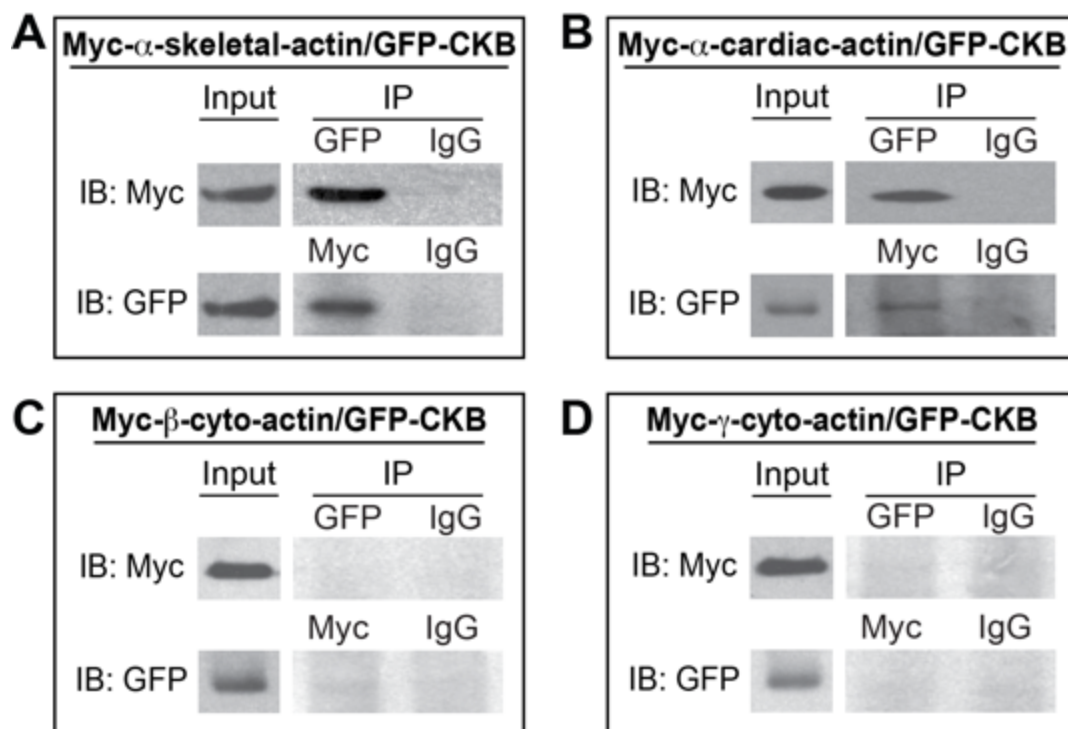 A
Myc-α-skeletal-actin/GFP-CKB
Input IP
GFP IgG
IB: Myc
Myc IgG
IB: GFP
B
Myc-α-cardiac-actin/GFP-CKB
Input IP
GFP IgG
IB: Myc
Myc IgG
IB: GFP
C
Myc-β-cyto-actin/GFP-CKB
Input IP
GFP IgG
IB: Myc
Myc IgG
IB: GFP
D
Myc-γ-cyto-actin/GFP-CKB
Input IP
GFP IgG
IB: Myc
Myc IgG
IB: GFP